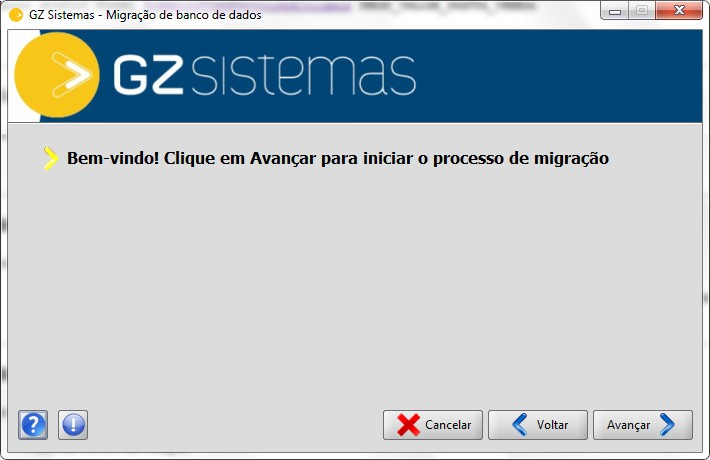 GZ Sistemas - Migração de banco de dados
GZsistemas
Bem-vindo! Clique em Avançar para iniciar o processo de migração
Cancelar
Voltar
Avançar